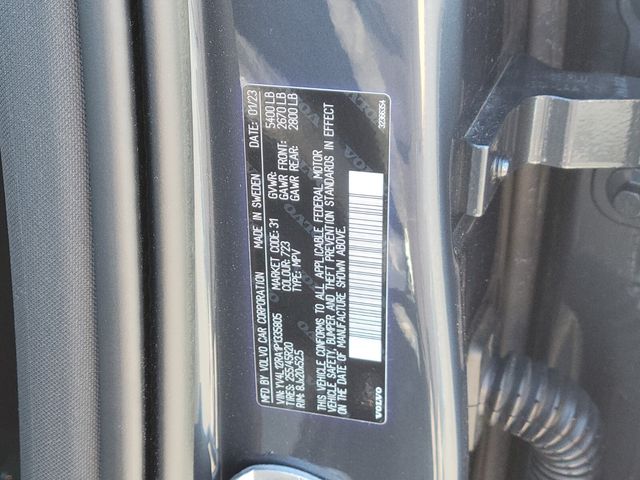 MFD BY VOLVO CAR CORPORATION MADE IN SWEDEN DATE: 01/23
VIN: YV4L12RA1P1335805 MARKET CODE: 31 GVWR: 5400 LB
TIRES: 255/45R20 COLOUR: 723 GAWR FRONT: 2670 LB
RIM: 8Jx20x52.5 TYPE: MPV GAWR REAR: 2800 LB
THIS VEHICLE CONFORMS TO ALL APPLICABLE FEDERAL MOTOR
VEHICLE SAFETY, BUMPER AND THEFT PREVENTION STANDARDS IN EFFECT
ON THE DATE OF MANUFACTURE SHOWN ABOVE.
VOLVO